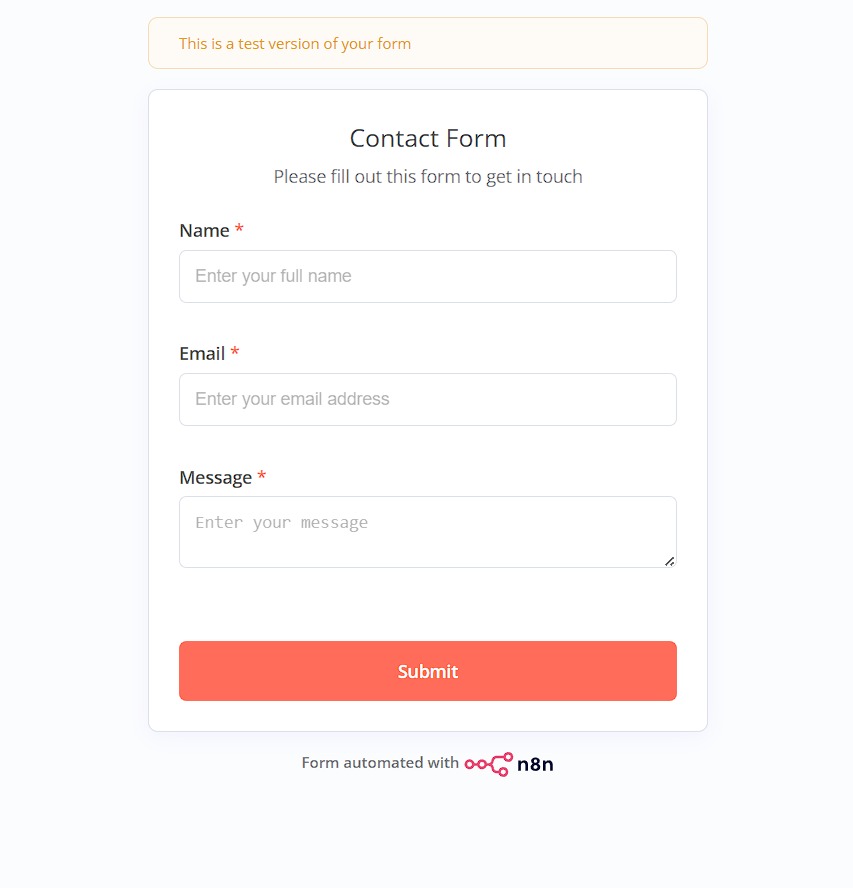 This is a test version of your form
Contact Form
Please fill out this form to get in touch
Name *
Enter your full name
Email *
Enter your email address
Message *
Enter your message
Submit
Form automated with n8n